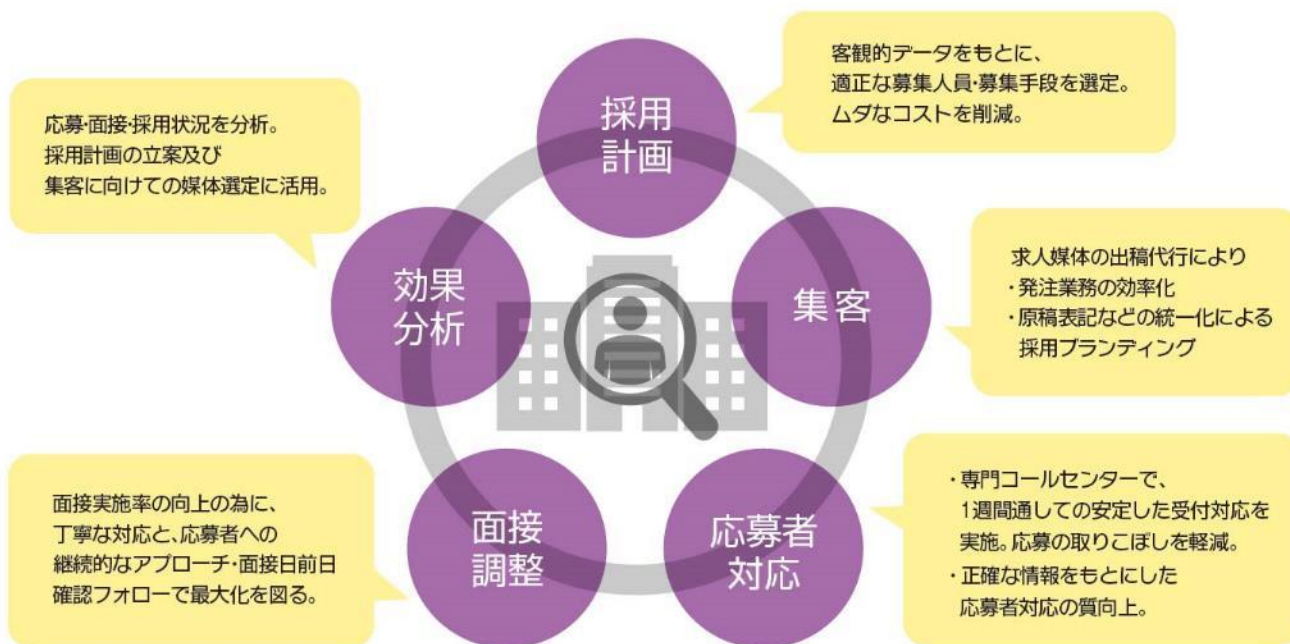 採用
計画
客観的データをもとに、
適正な募集人員・募集手段を選定。
ムダなコストを削減。
集客
求人媒体の出稿代行により
・発注業務の効率化
・原稿表記などの統一化による
採用ブランディング
応募者
対応
・専門コールセンターで、
1週間通しての安定した受付対応を
実施。応募の取りこぼしを軽減。
・正確な情報をもとにした
応募者対応の質向上。
面接
調整
面接実施率の向上の為に、
丁寧な対応と、応募者への
継続的なアプローチ・面接日前日
確認フォローで最大化を図る。
効果
分析
応募・面接・採用状況を分析。
採用計画の立案及び
集客に向けての媒体選定に活用。